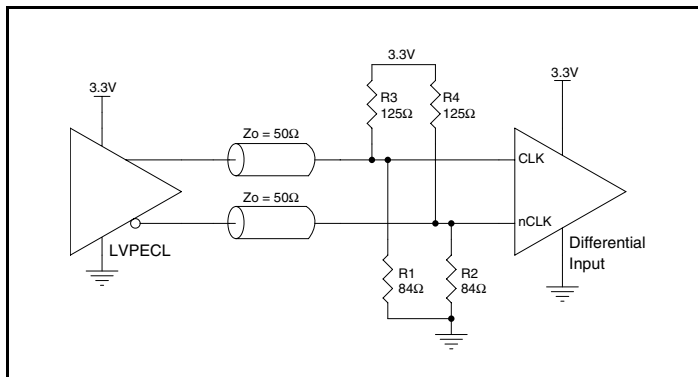 3.3V
3.3V
3.3V
R3
125Ω
R4
125Ω
Zo = 50Ω
CLK
Zo = 50Ω
nCLK
LVPECL
Differential
Input
R1
84Ω
R2
84Ω